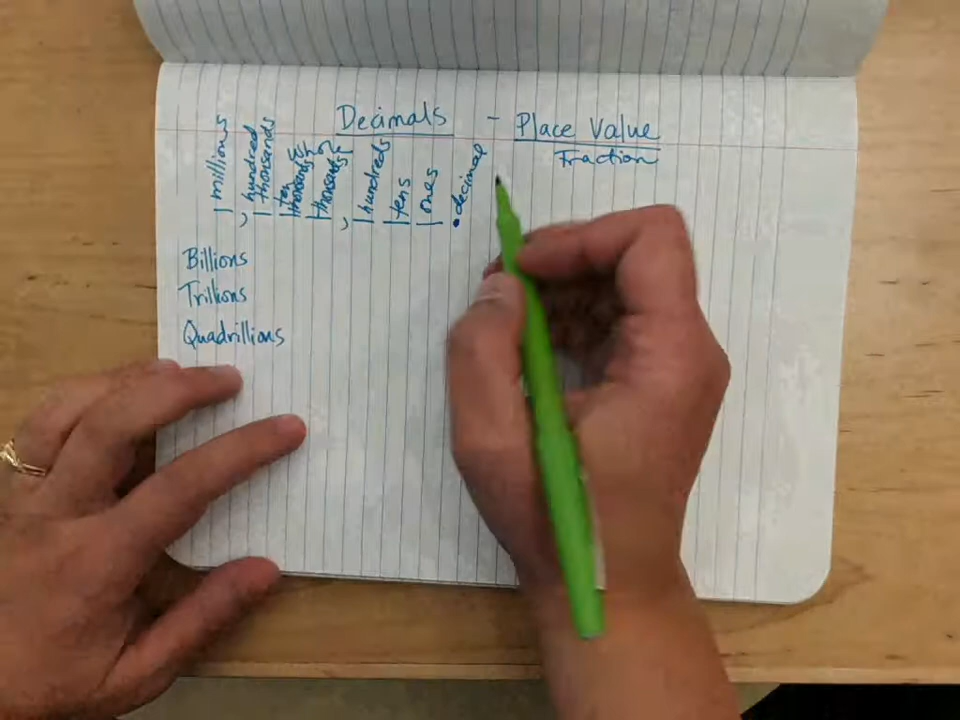 Decimals - Place Value
Fraction
millions , hundred thousands ten thousands thousands , hundreds tens ones . decimal
Billions
Trillions
Quadrillions